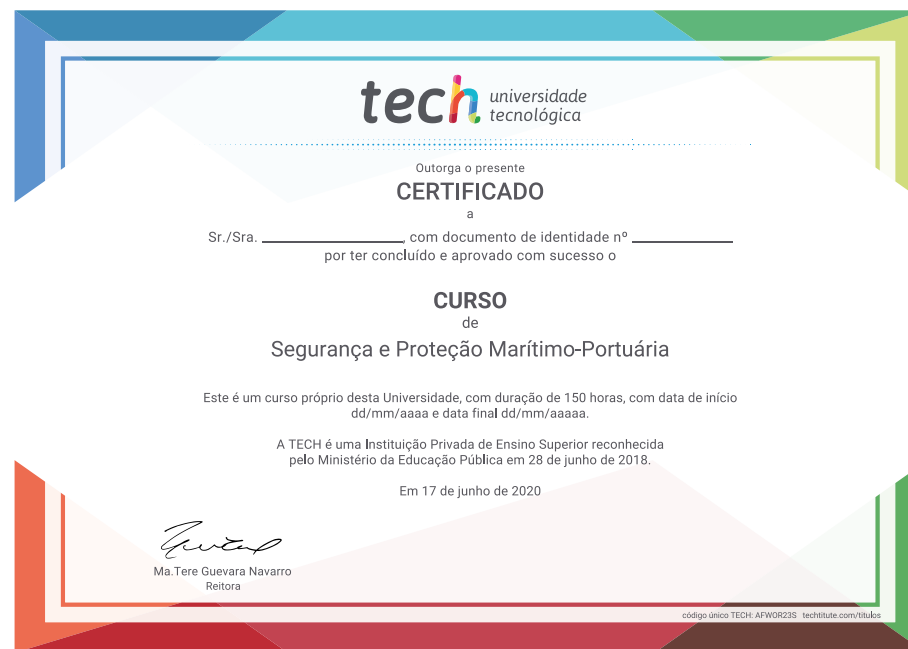 tech universidade
tecnológica
Outorga o presente
CERTIFICADO
a
Sr./Sra. ____________, com documento de identidade nº ____________
por ter concluído e aprovado com sucesso o
CURSO
de
Segurança e Proteção Marítimo-Portuária
Este é um curso próprio desta Universidade, com duração de 150 horas, com data de início
dd/mm/aaaa e data final dd/mm/aaaaa.
A TECH é uma Instituição Privada de Ensino Superior reconhecida
pelo Ministério da Educação Pública em 28 de junho de 2018.
Em 17 de junho de 2020
Ma.Tere Guevara Navarro
Reitora
código único TECH: AFWOR23S techtitute.com/titulos